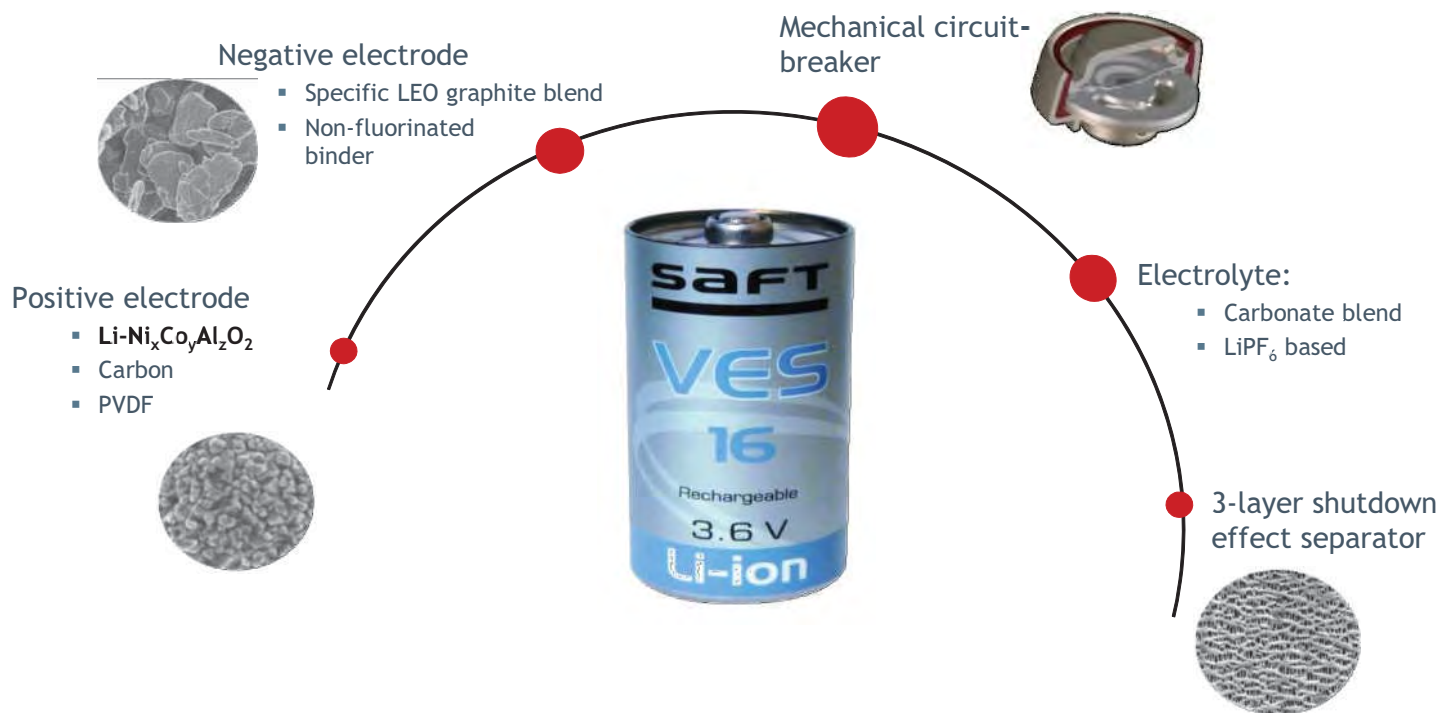 Negative electrode
▪ Specific LEO graphite blend
▪ Non-fluorinated
binder
Mechanical circuit-
breaker
Positive electrode
▪ Li-NiₓCoᵧAl_zO₂
▪ Carbon
▪ PVDF
SAFT
VES
16
Rechargeable
3.6 V
Li-ion
Electrolyte:
▪ Carbonate blend
▪ LiPF₆ based
3-layer shutdown
effect separator